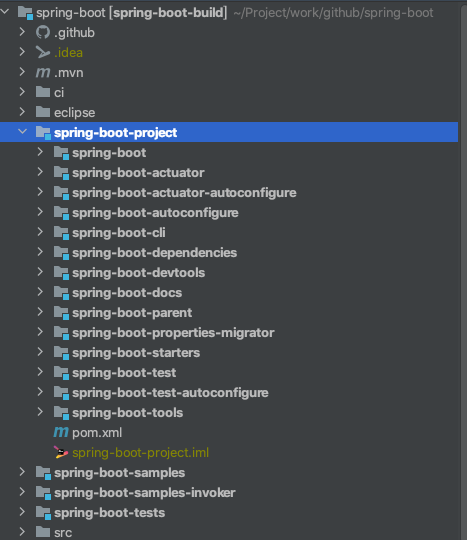 spring-boot [spring-boot-build] ~/Project/work/github/spring-boot
.github
.idea
.mvn
ci
eclipse
spring-boot-project
spring-boot
spring-boot-actuator
spring-boot-actuator-autoconfigure
spring-boot-autoconfigure
spring-boot-cli
spring-boot-dependencies
spring-boot-devtools
spring-boot-docs
spring-boot-parent
spring-boot-properties-migrator
spring-boot-starters
spring-boot-test
spring-boot-test-autoconfigure
spring-boot-tools
pom.xml
spring-boot-project.iml
spring-boot-samples
spring-boot-samples-invoker
spring-boot-tests
src